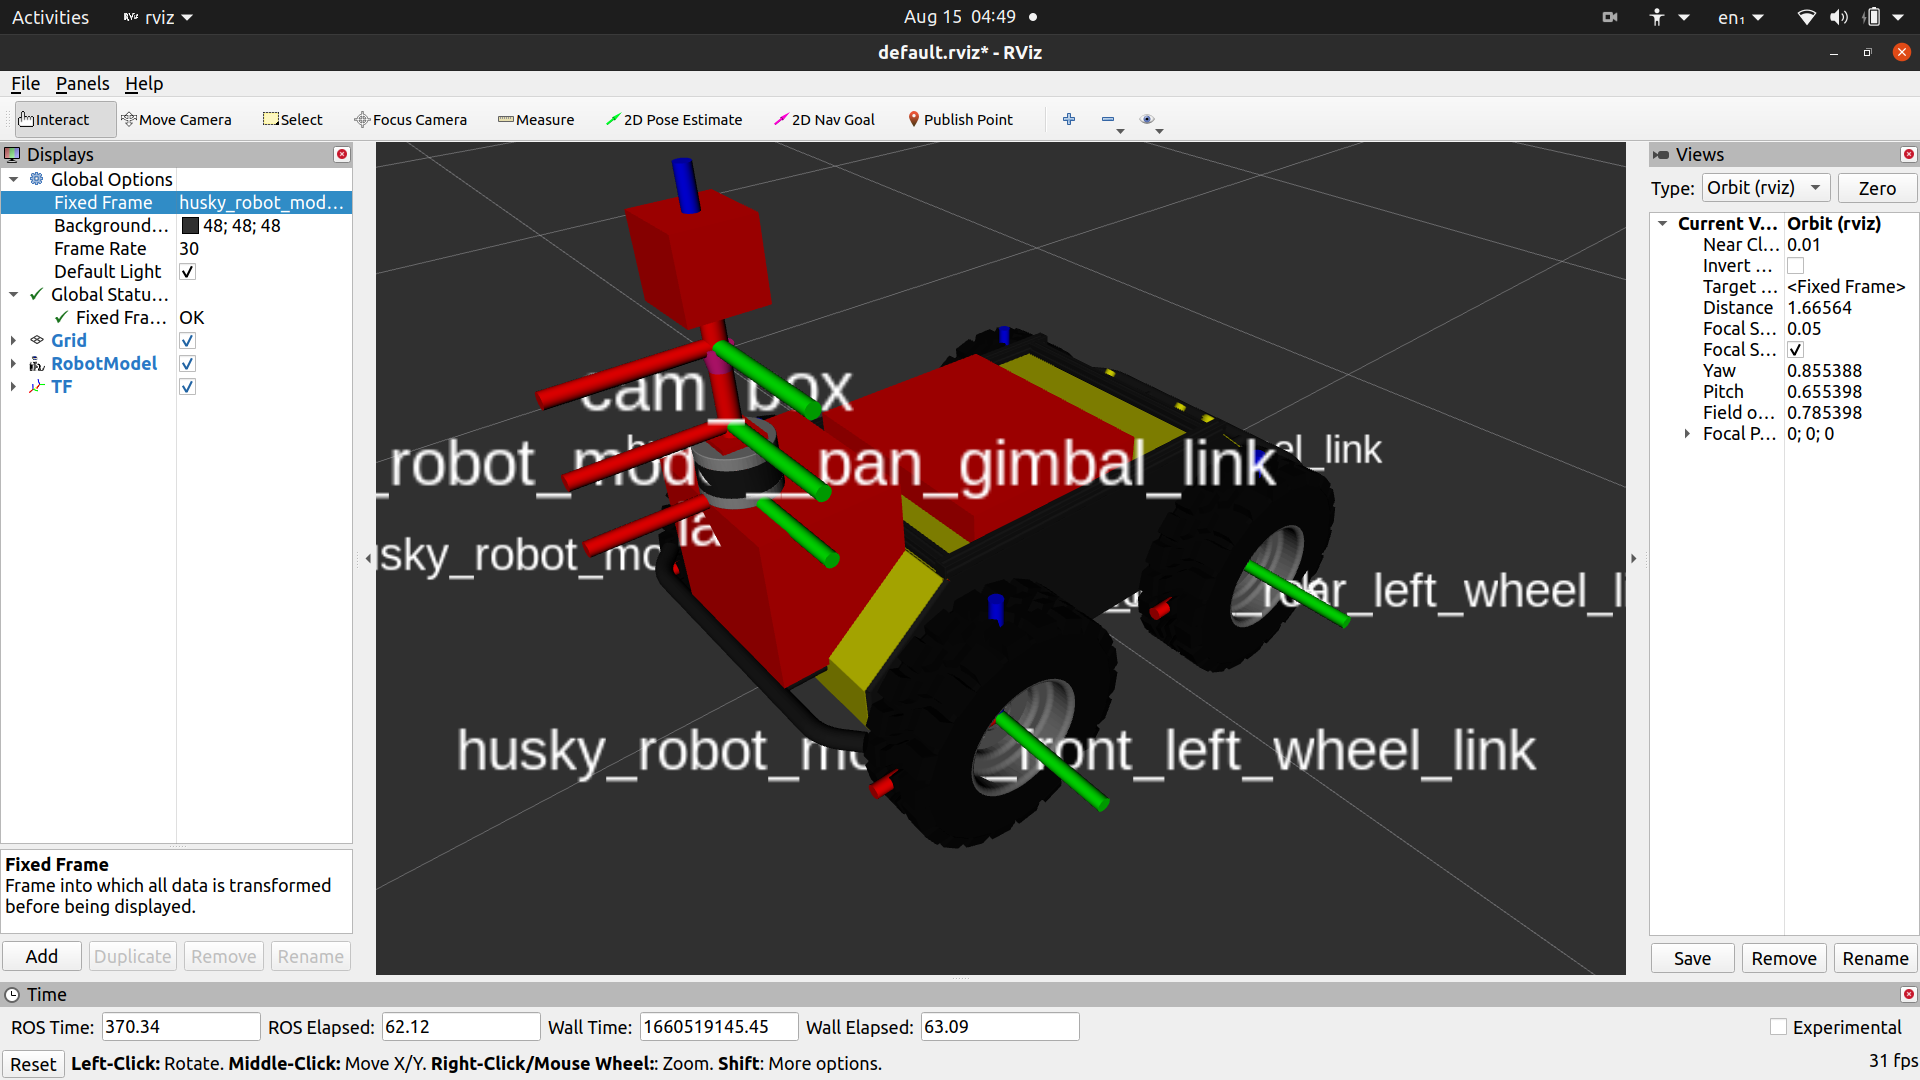 Activities
rviz
Aug 15 04:49
en₁
default.rviz* - RViz
File Panels Help
Interact Move Camera Select Focus Camera Measure 2D Pose Estimate 2D Nav Goal Publish Point
Displays
Global Options
Fixed Frame husky_robot_mod...
Background... 48; 48; 48
Frame Rate 30
Default Light
Global Statu...
Fixed Fra... OK
Grid
RobotModel
TF
Fixed Frame
Frame into which all data is transformed
before being displayed.
Add Duplicate Remove Rename
cam_box
_robot_mod__pan_gimbal_link
el_link
usky_robot_mo
la
_rear_left_wheel_li
husky_robot_mo_front_left_wheel_link
Views
Type: Orbit (rviz) Zero
Current V... Orbit (rviz)
Near Cl... 0.01
Invert ...
Target ... <Fixed Frame>
Distance 1.66564
Focal S... 0.05
Focal S...
Yaw 0.855388
Pitch 0.655398
Field o... 0.785398
Focal P... 0; 0; 0
Save Remove Rename
Time
ROS Time: 370.34 ROS Elapsed: 62.12 Wall Time: 1660519145.45 Wall Elapsed: 63.09 Experimental
Reset Left-Click: Rotate. Middle-Click: Move X/Y. Right-Click/Mouse Wheel:: Zoom. Shift: More options. 31 fps